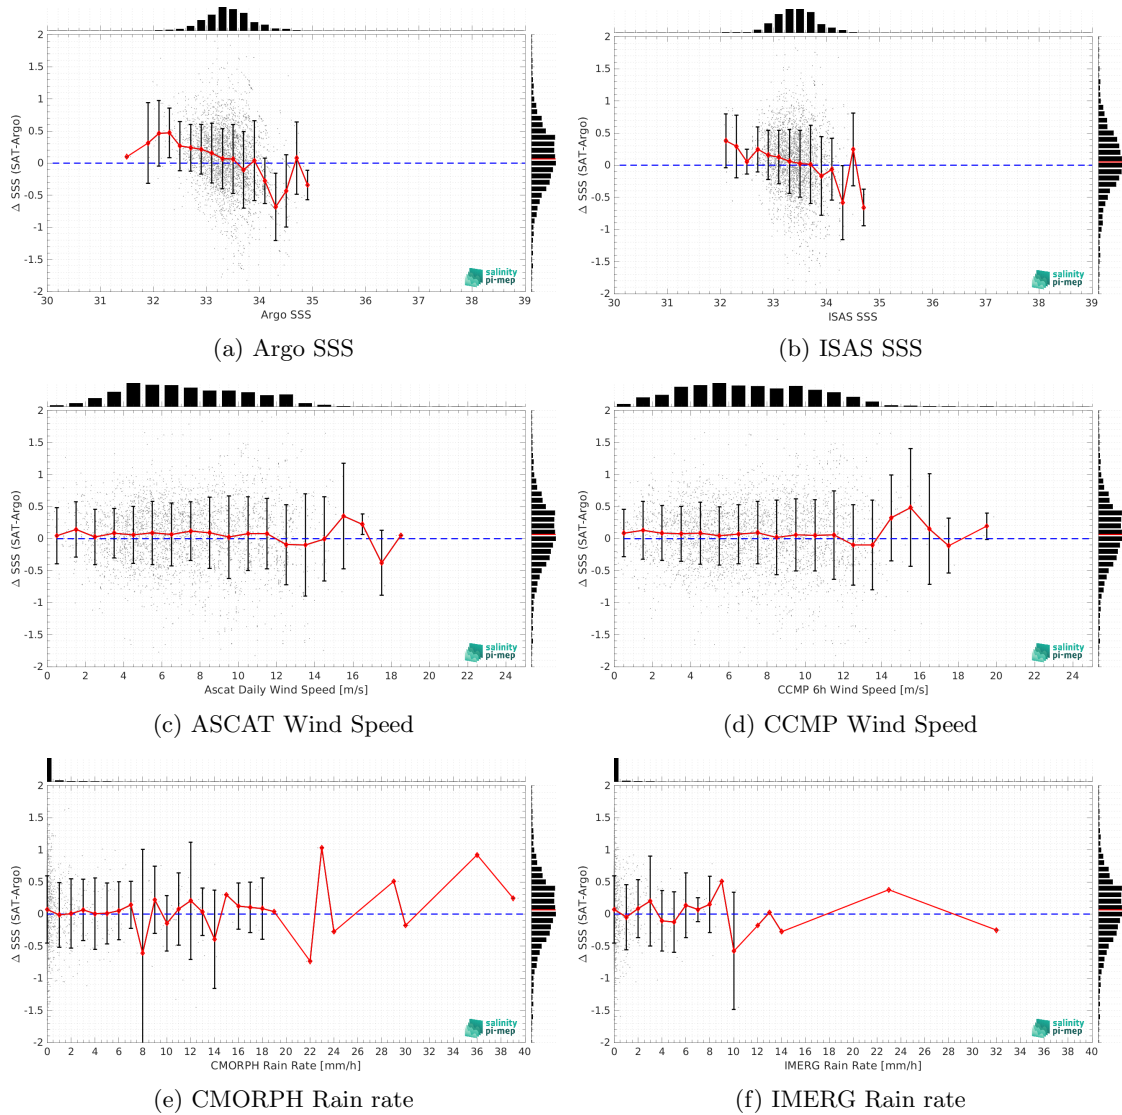 2
1.5
1
0.5
0
-0.5
-1
-1.5
-2
Δ SSS (SAT-Argo)
30 31 32 33 34 35 36 37 38 39
Argo SSS
salinity
pi-mep
(a) Argo SSS
2
1.5
1
0.5
0
-0.5
-1
-1.5
-2
Δ SSS (SAT-Argo)
30 31 32 33 34 35 36 37 38 39
ISAS SSS
salinity
pi-mep
(b) ISAS SSS
2
1.5
1
0.5
0
-0.5
-1
-1.5
-2
Δ SSS (SAT-Argo)
0 2 4 6 8 10 12 14 16 18 20 22 24
Ascat Daily Wind Speed [m/s]
salinity
pi-mep
(c) ASCAT Wind Speed
2
1.5
1
0.5
0
-0.5
-1
-1.5
-2
Δ SSS (SAT-Argo)
0 2 4 6 8 10 12 14 16 18 20 22 24
CCMP 6h Wind Speed [m/s]
salinity
pi-mep
(d) CCMP Wind Speed
2
1.5
1
0.5
0
-0.5
-1
-1.5
-2
Δ SSS (SAT-Argo)
0 2 4 6 8 10 12 14 16 18 20 22 24 26 28 30 32 34 36 38 40
CMORPH Rain Rate [mm/h]
salinity
pi-mep
(e) CMORPH Rain rate
2
1.5
1
0.5
0
-0.5
-1
-1.5
-2
Δ SSS (SAT-Argo)
0 2 4 6 8 10 12 14 16 18 20 22 24 26 28 30 32 34 36 38 40
IMERG Rain Rate [mm/h]
salinity
pi-mep
(f) IMERG Rain rate